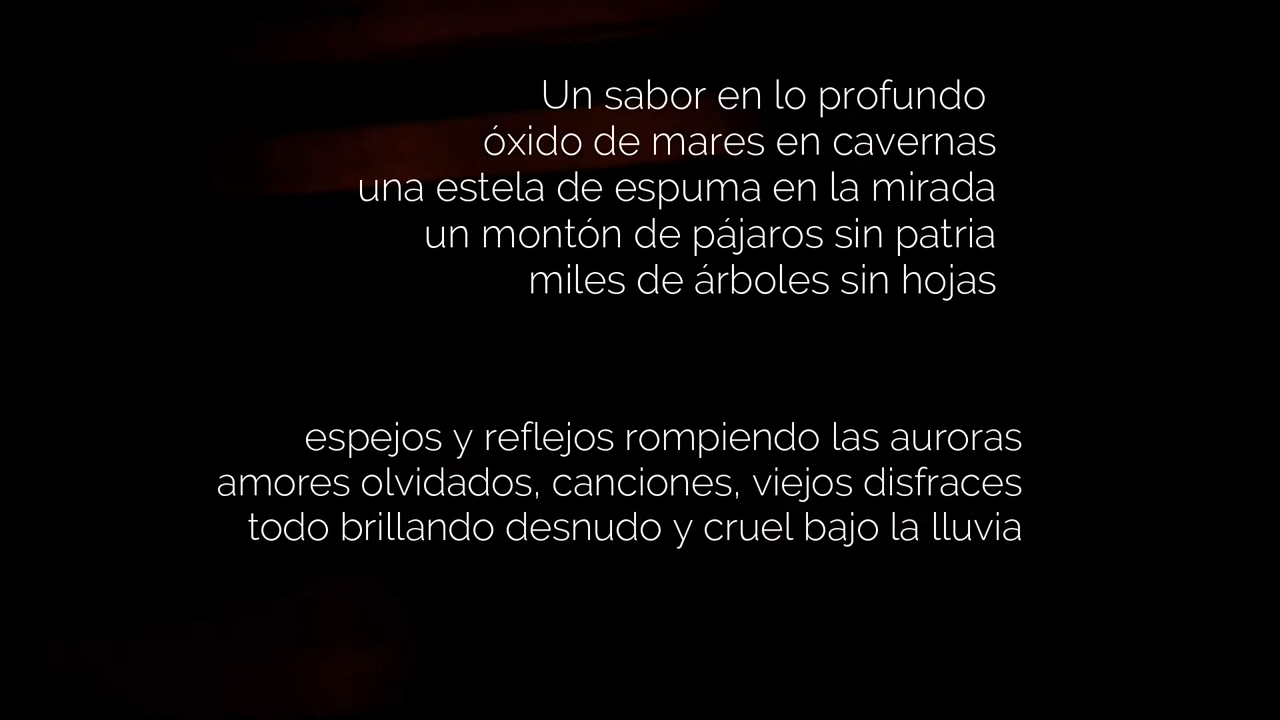 Un sabor en lo profundo
óxido de mares en cavernas
una estela de espuma en la mirada
un montón de pájaros sin patria
miles de árboles sin hojas
espejos y reflejos rompiendo las auroras
amores olvidados, canciones, viejos disfraces
todo brillando desnudo y cruel bajo la lluvia